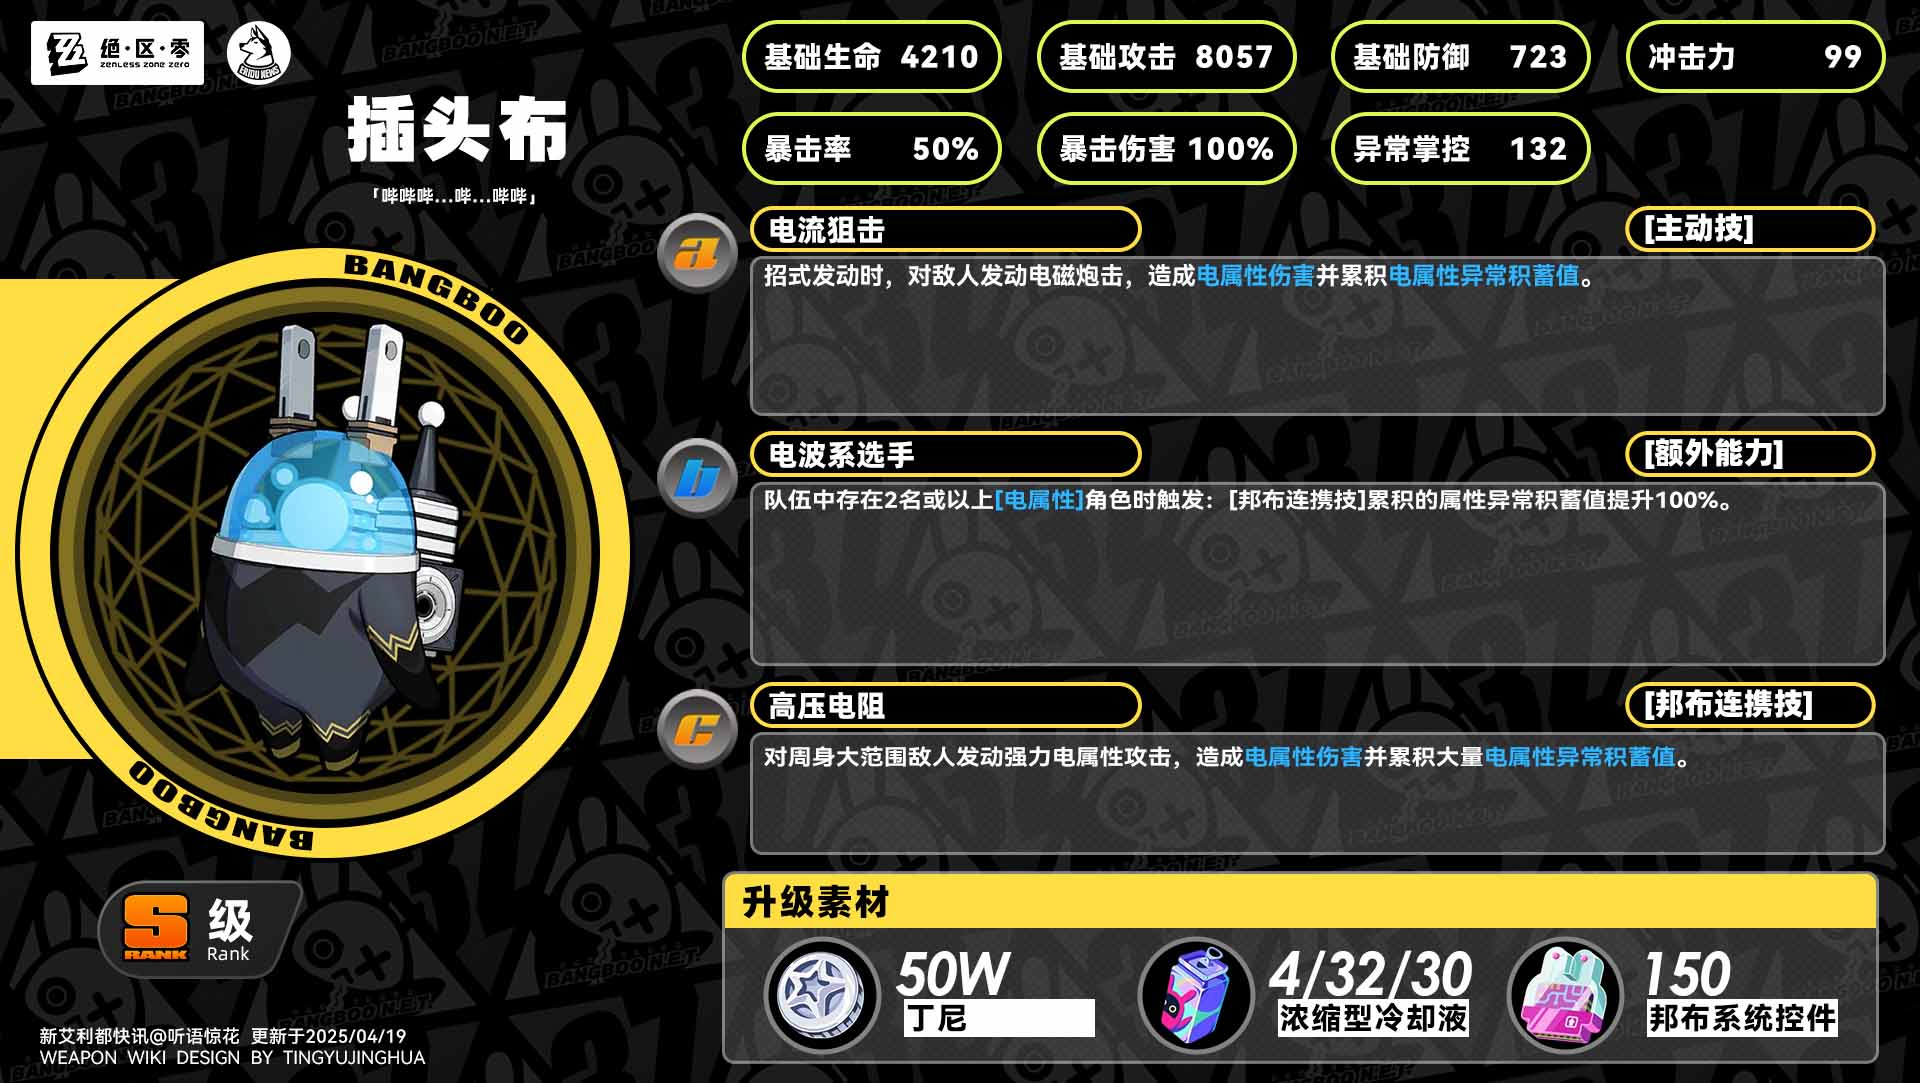 绝·区·零
ZENLESS ZONE ZERO
ERIDU NEWS
插头布
「哔哔哔...哔...哔哔」
BANGBOO
BANGBOO
S
RANK
级
Rank
新艾利都快讯@听语惊花 更新于2025/04/19
WEAPON WIKI DESIGN BY TINGYUJINGHUA
基础生命 4210
基础攻击 8057
基础防御 723
冲击力 99
暴击率 50%
暴击伤害 100%
异常掌控 132
a
电流狙击
[主动技]
招式发动时，对敌人发动电磁炮击，造成电属性伤害并累积电属性异常积蓄值。
b
电波系选手
[额外能力]
队伍中存在2名或以上[电属性]角色时触发：[邦布连携技]累积的属性异常积蓄值提升100%。
c
高压电阻
[邦布连携技]
对周身大范围敌人发动强力电属性攻击，造成电属性伤害并累积大量电属性异常积蓄值。
升级素材
50W
丁尼
4/32/30
浓缩型冷却液
150
邦布系统控件